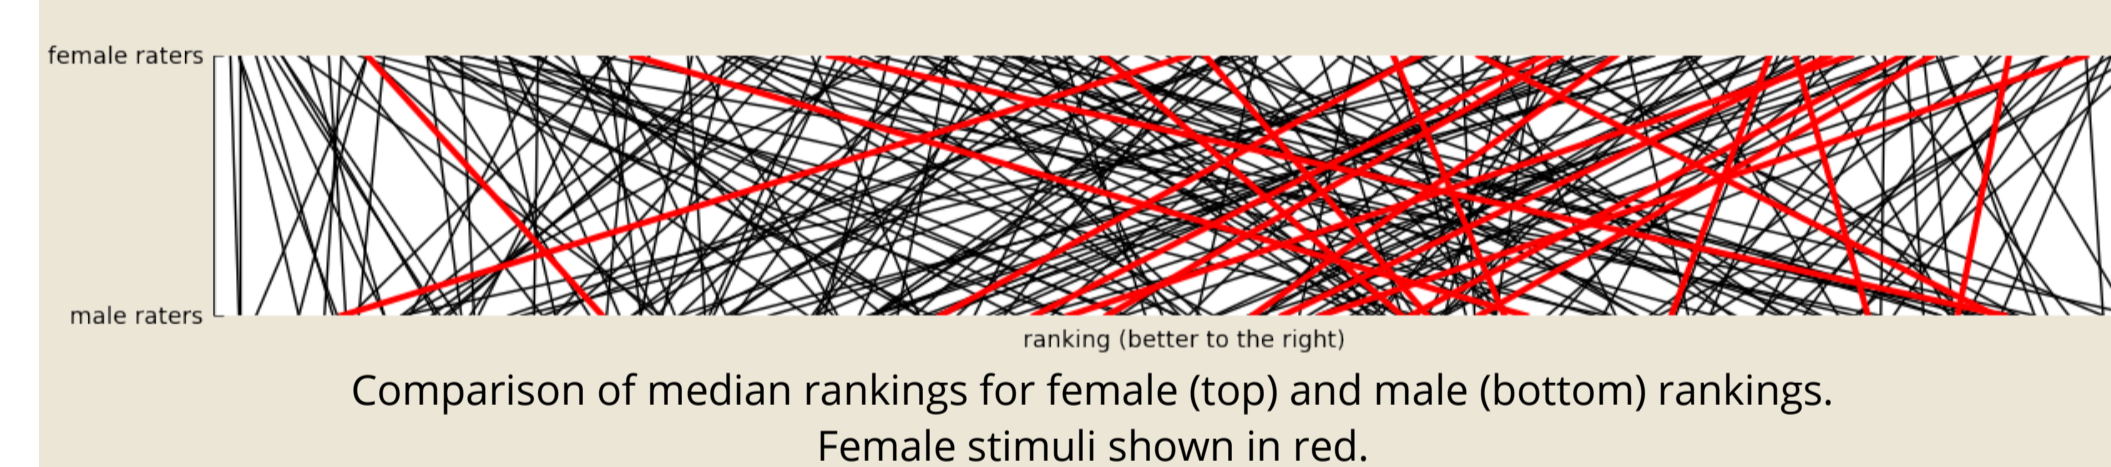 female raters
male raters
ranking (better to the right)
Comparison of median rankings for female (top) and male (bottom) rankings.
Female stimuli shown in red.